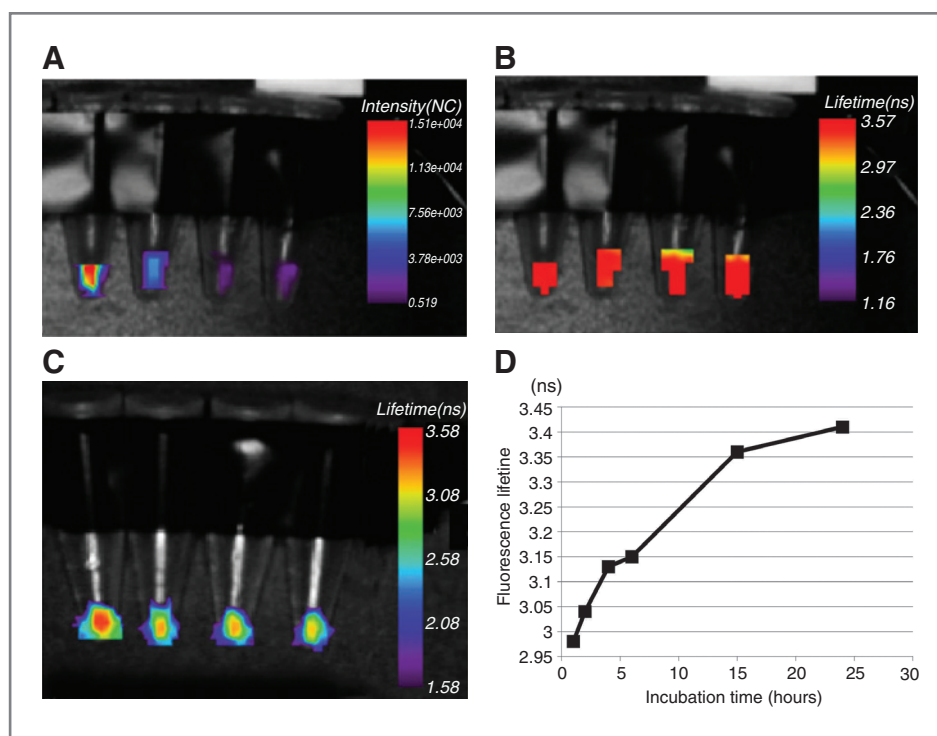 A
Intensity(NC)
1.51e+004
1.13e+004
7.56e+003
3.78e+003
0.519
B
Lifetime(ns)
3.57
2.97
2.36
1.76
1.16
C
Lifetime(ns)
3.58
3.08
2.58
2.08
1.58
D
(ns)
3.45
3.4
3.35
3.3
3.25
3.2
3.15
3.1
3.05
3
2.95
Fluorescence lifetine
0 5 10 15 20 25 30
Incubation time (hours)